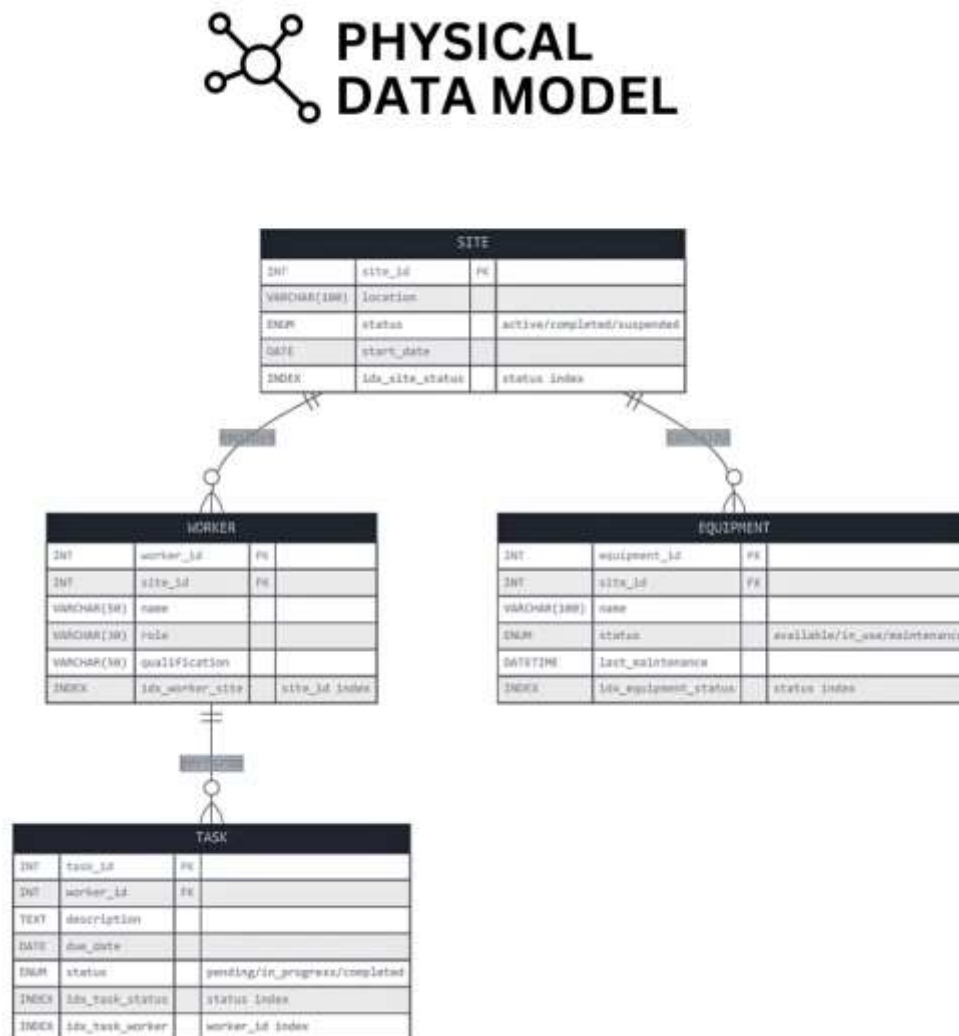 PHYSICAL
DATA MODEL
SITE
INT site_id PK
VARCHAR(100) location
ENUM status active/completed/suspended
DATE start_date
INDEX idx_site_status status index
WORKER
INT worker_id PK
INT site_id FK
VARCHAR(50) name
VARCHAR(30) role
VARCHAR(50) qualification
INDEX idx_worker_site site_id index
EQUIPMENT
INT equipment_id PK
INT site_id FK
VARCHAR(100) name
ENUM status available/in_use/maintenance
DATETIME last_maintenance
INDEX idx_equipment_status status index
TASK
INT task_id PK
INT worker_id FK
TEXT description
DATE due_date
ENUM status pending/in_progress/completed
INDEX idx_task_status status index
INDEX idx_task_worker worker_id index